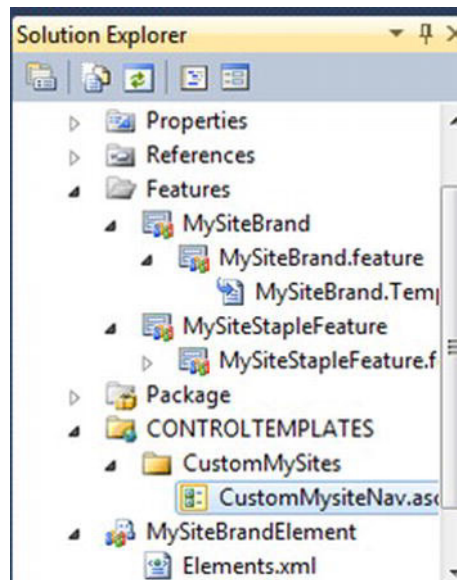 Solution Explorer
Properties
References
Features
MySiteBrand
MySiteBrand.feature
MySiteBrand.Temp
MySiteStapleFeature
MySiteStapleFeature.f
Package
CONTROLTEMPLATES
CustomMySites
CustomMysiteNav.asc
MySiteBrandElement
Elements.xml